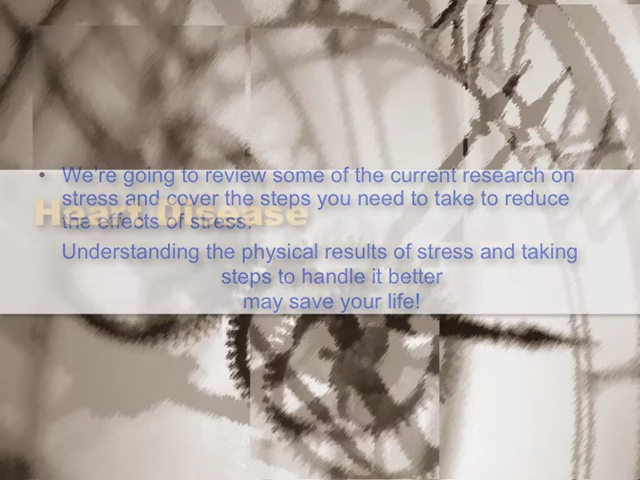 • We're going to review some of the current research on
stress and cover the steps you need to take to reduce
Heart Disease
the effects of stress.
Understanding the physical results of stress and taking
steps to handle it better
may save your life!